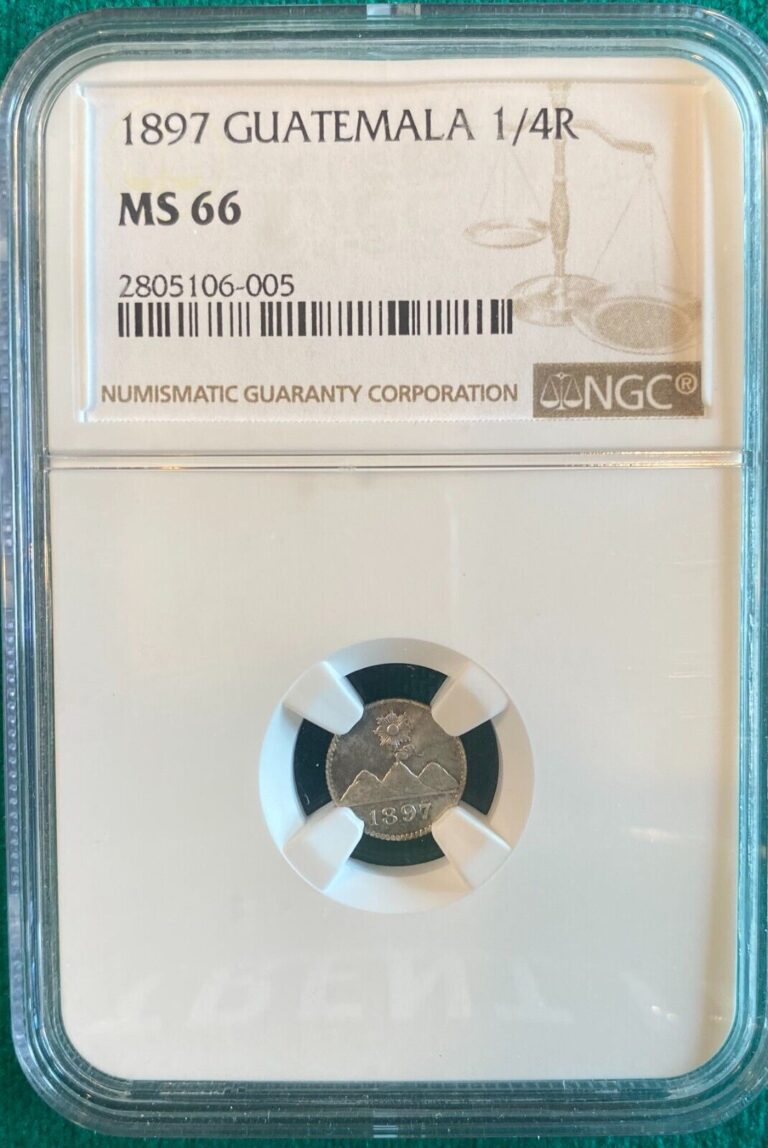 1897 GUATEMALA 1/4R
MS 66
2805106-005
NUMISMATIC GUARANTY CORPORATION NGC®
1897